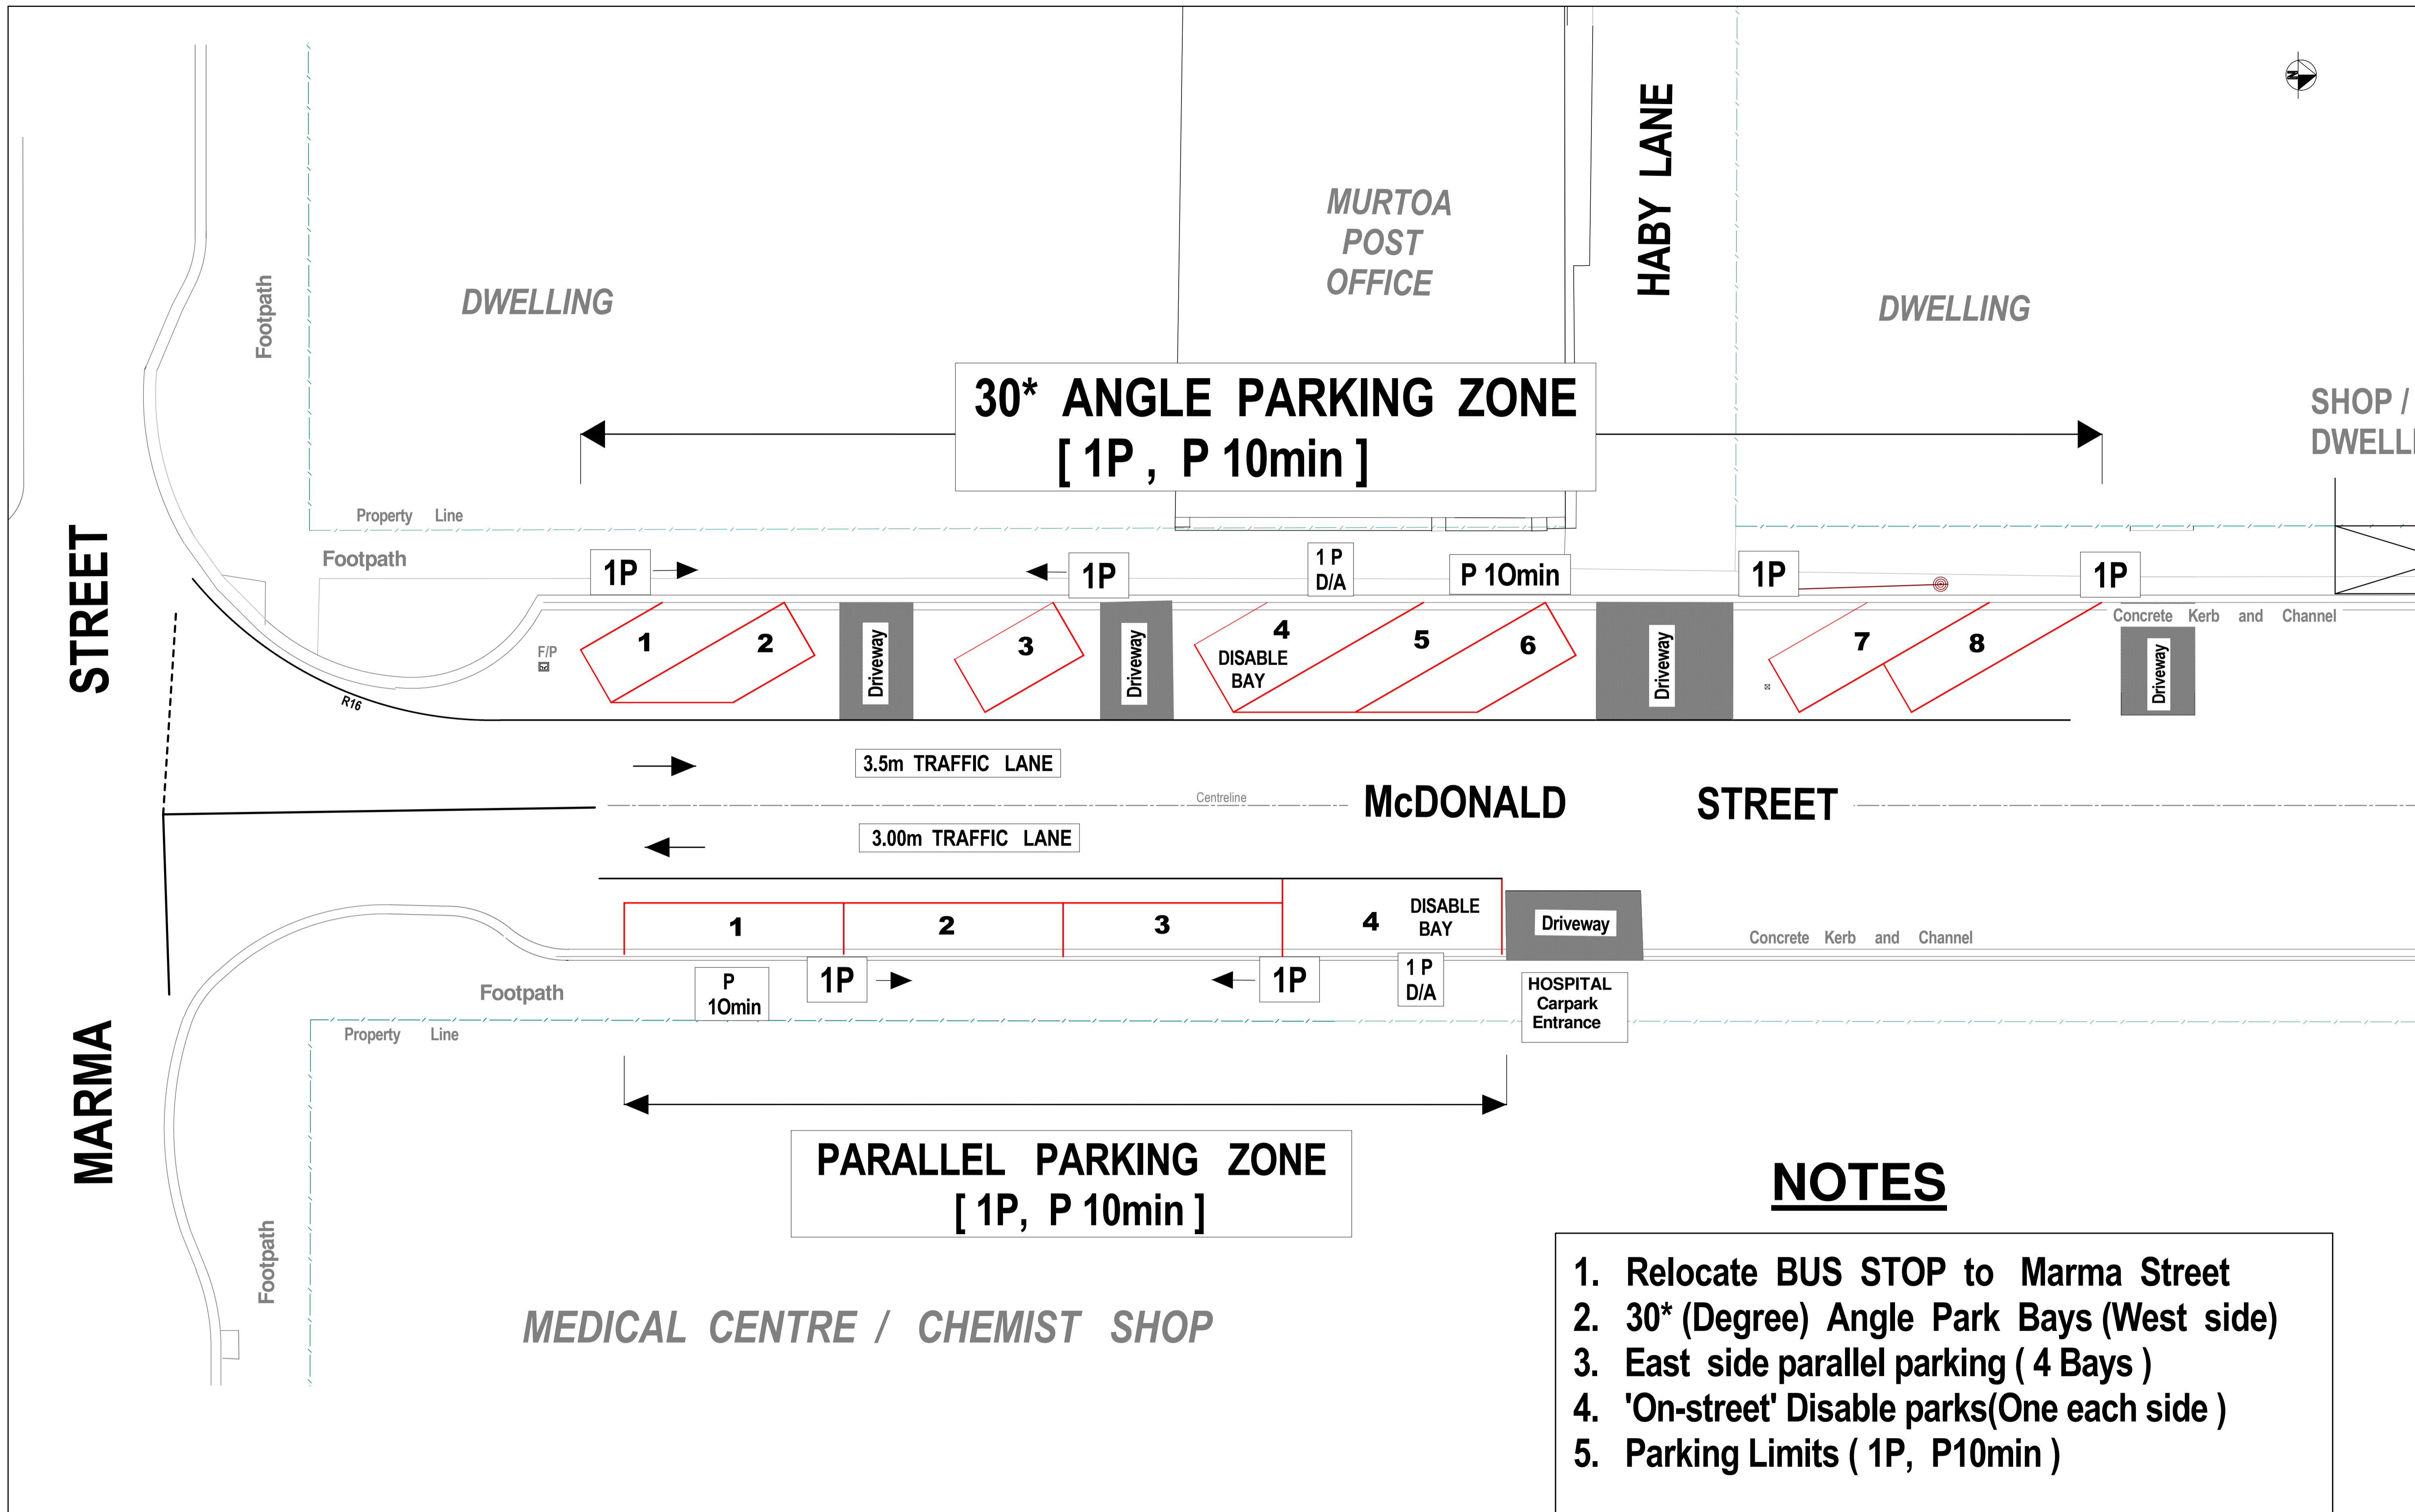 N
HABY LANE
MURTOA
POST
OFFICE
DWELLING
DWELLING
Footpath
30* ANGLE PARKING ZONE
[ 1P , P 10min ]
SHOP /
Property Line
Footpath
1P
1P
1 P
D/A
P 10min
1P
1P
Concrete Kerb and Channel
F/P
1
2
Driveway
3
Driveway
4
DISABLE
BAY
5
6
Driveway
7
8
Driveway
R16
STREET
3.5m TRAFFIC LANE
Centreline
McDONALD STREET
3.00m TRAFFIC LANE
1
2
3
4
DISABLE
BAY
Driveway
Concrete Kerb and Channel
Footpath
P
10min
1P
1P
1 P
D/A
HOSPITAL
Carpark
Entrance
Property Line
MARMA
PARALLEL PARKING ZONE
[ 1P, P 10min ]
Footpath
MEDICAL CENTRE / CHEMIST SHOP
NOTES
1. Relocate BUS STOP to Marma Street
2. 30* (Degree) Angle Park Bays (West side)
3. East side parallel parking ( 4 Bays )
4. 'On-street' Disable parks(One each side )
5. Parking Limits ( 1P, P10min )